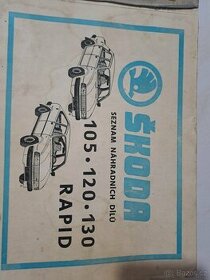 ŠKODA
SEZNAM NÁHRADNÍCH DÍLŮ
105 • 120 • 130
RAPID